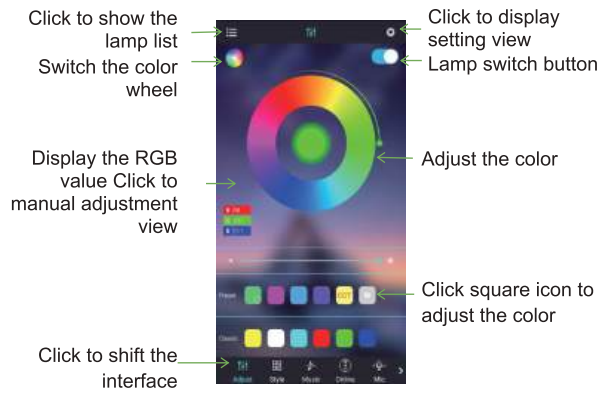 Click to show the
lamp list
Switch the color
wheel
Display the RGB
value Click to
manual adjustment
view
Click to shift the
interface
Click to display
setting view
Lamp switch button
Adjust the color
Click square icon to
adjust the color
Classic
Adjust
Style
Music
Mic